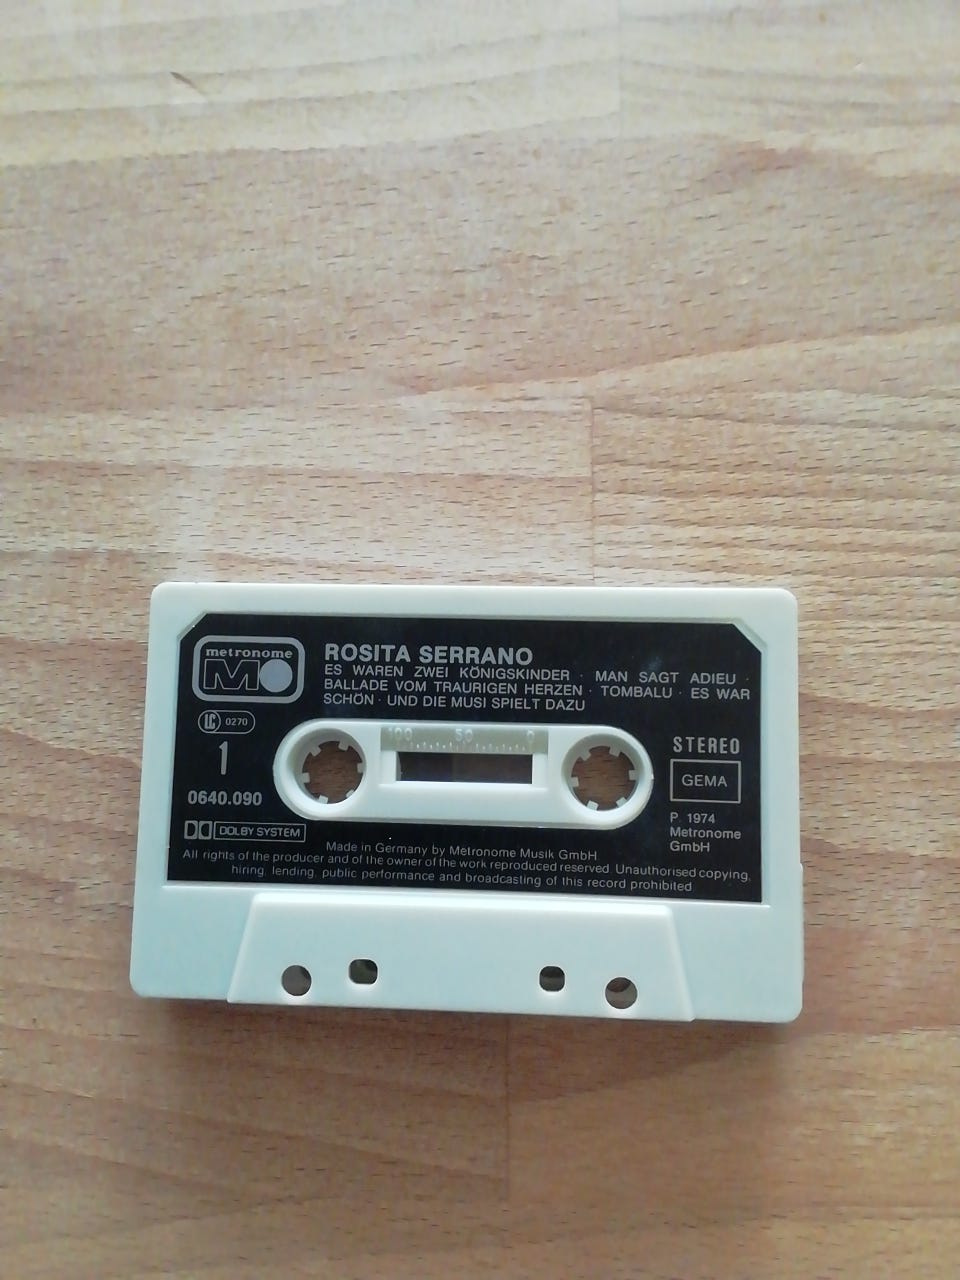 metronome
MO
ROSITA SERRANO
ES WAREN ZWEI KÖNIGSKINDER · MAN SAGT ADIEU ·
BALLADE VOM TRAURIGEN HERZEN · TOMBALU · ES WAR
SCHÖN · UND DIE MUSI SPIELT DAZU
LC 0270
1
0640.090
100 50 0
STEREO
GEMA
P 1974
Metronome
GmbH
DOLBY SYSTEM
Made in Germany by Metronome Musik GmbH
All rights of the producer and of the owner of the work reproduced reserved. Unauthorised copying,
hiring, lending, public performance and broadcasting of this record prohibited